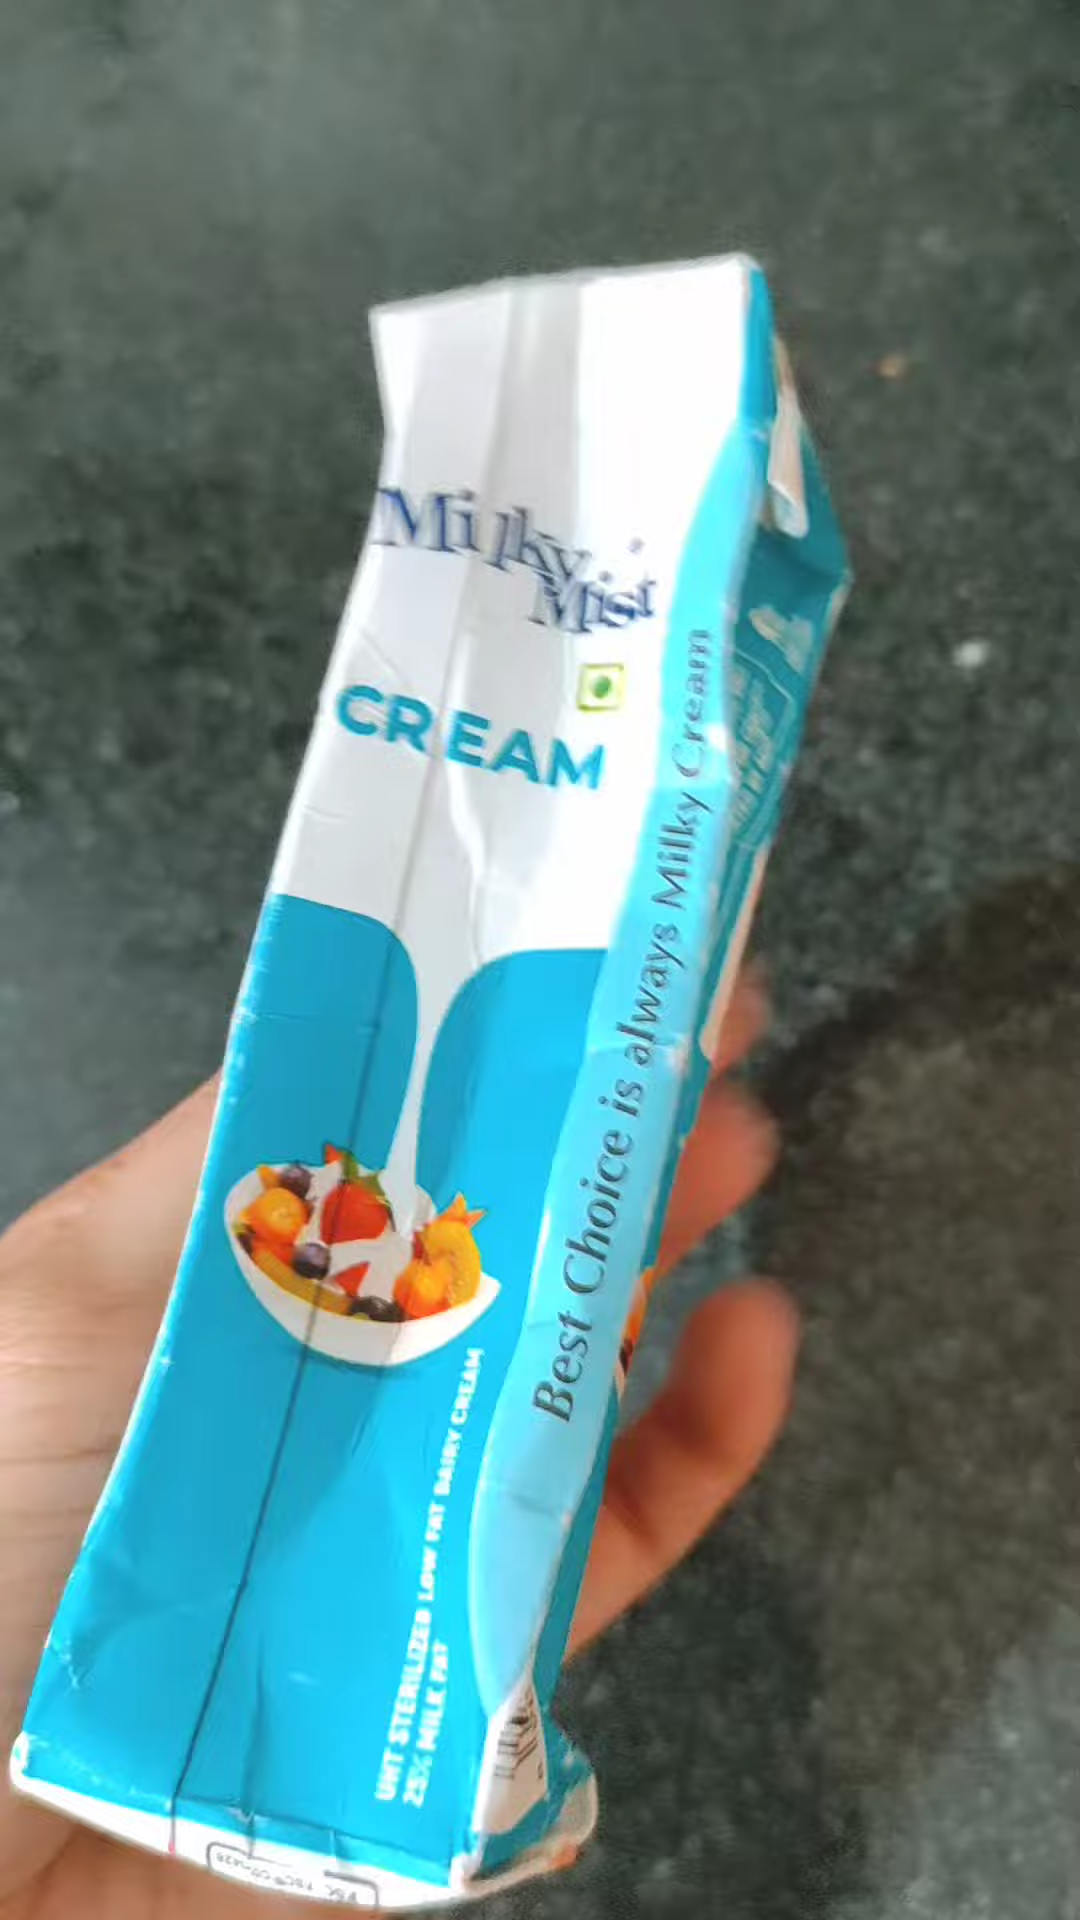 Milky
Mist
CREAM
Best Choice is always Milky Cream
UHT STERILIZED LOW FAT DAIRY CREAM
25% MILK FAT